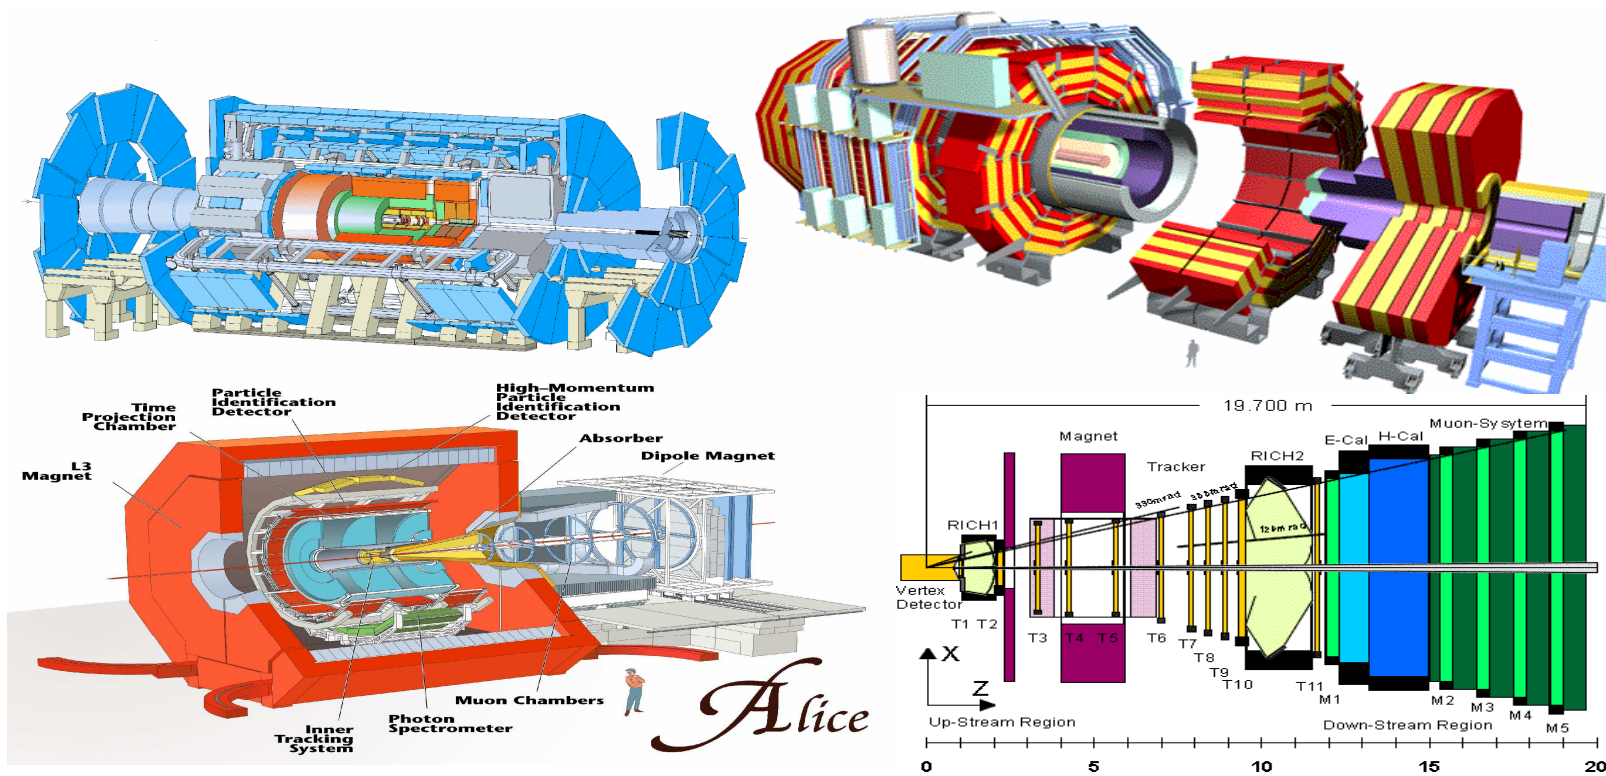 Particle
Identification
Detector
High–Momentum
Particle
Identification
Detector
Time
Projection
Chamber
Absorber
L3
Magnet
Dipole Magnet
Muon Chambers
Photon
Spectrometer
Inner
Tracking
System
Alice
19.700 m
Muon-Sysytem
H-Cal
E-Cal
Magnet
RICH2
Tracker
330mrad
RICH1
Vertex
Detector
T1 T2
T3
T4
T5
T6
T7
T8
T9
T10
T11
M1
M2
M3
M4
M5
X
Z
Up-Stream Region
Down-Stream Region
0 5 10 15 20